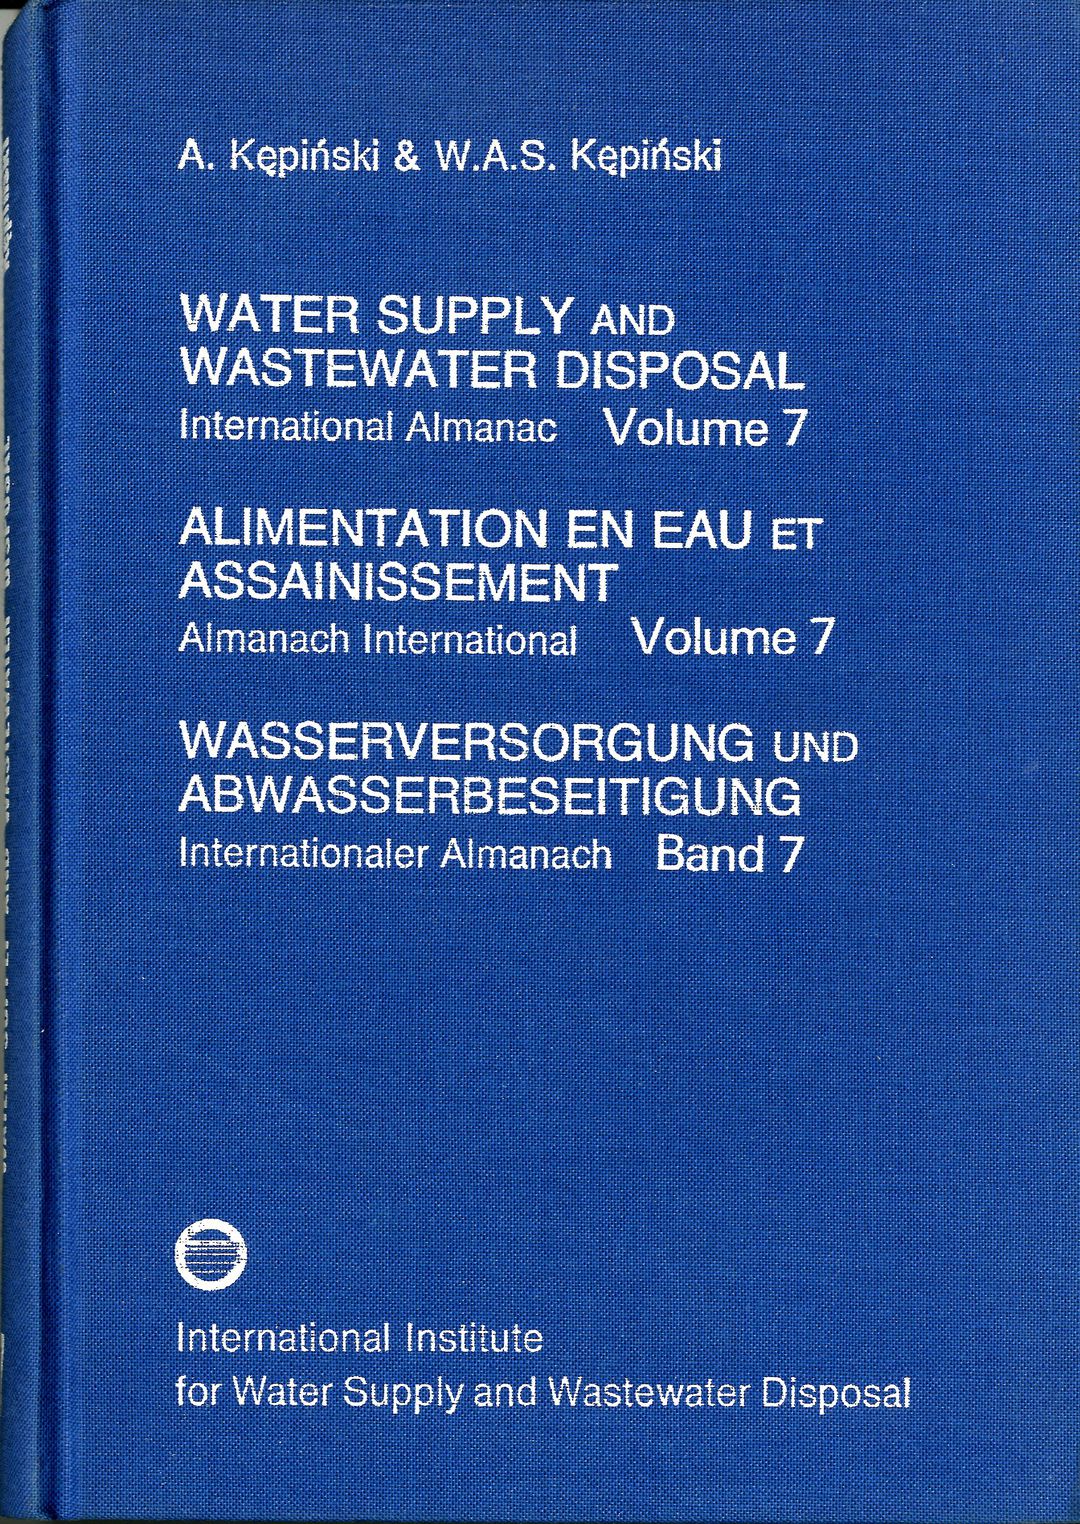 A. Kępiński & W.A.S. Kępiński
WATER SUPPLY AND
WASTEWATER DISPOSAL
International Almanac Volume 7
ALIMENTATION EN EAU ET
ASSAINISSEMENT
Almanach International Volume 7
WASSERVERSORGUNG UND
ABWASSERBESEITIGUNG
Internationaler Almanach Band 7
International Institute
for Water Supply and Wastewater Disposal